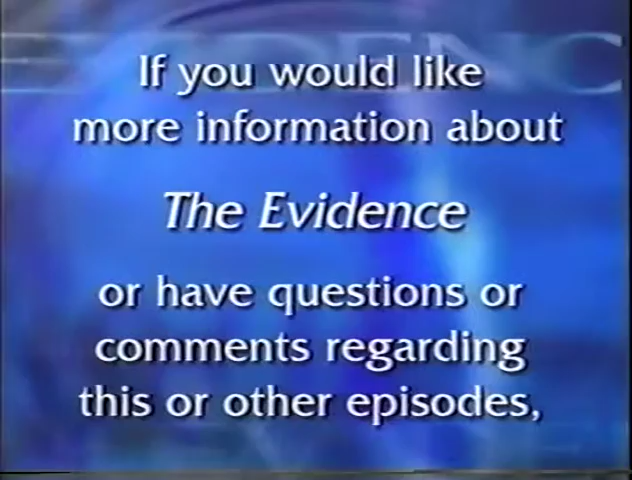 EVIDENC
If you would like
more information about
The Evidence
or have questions or
comments regarding
this or other episodes,